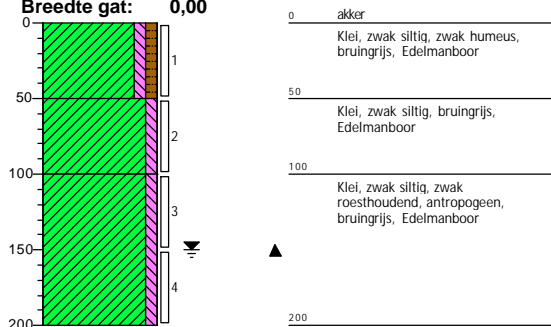 Breedte gat: 0,00
0
50
100
150
200
1
2
3
4
0 akker
Klei, zwak siltig, zwak humeus,
bruingrijs, Edelmanboor
50
Klei, zwak siltig, bruingrijs,
Edelmanboor
100
Klei, zwak siltig, zwak
roesthoudend, antropogeen,
bruingrijs, Edelmanboor
200